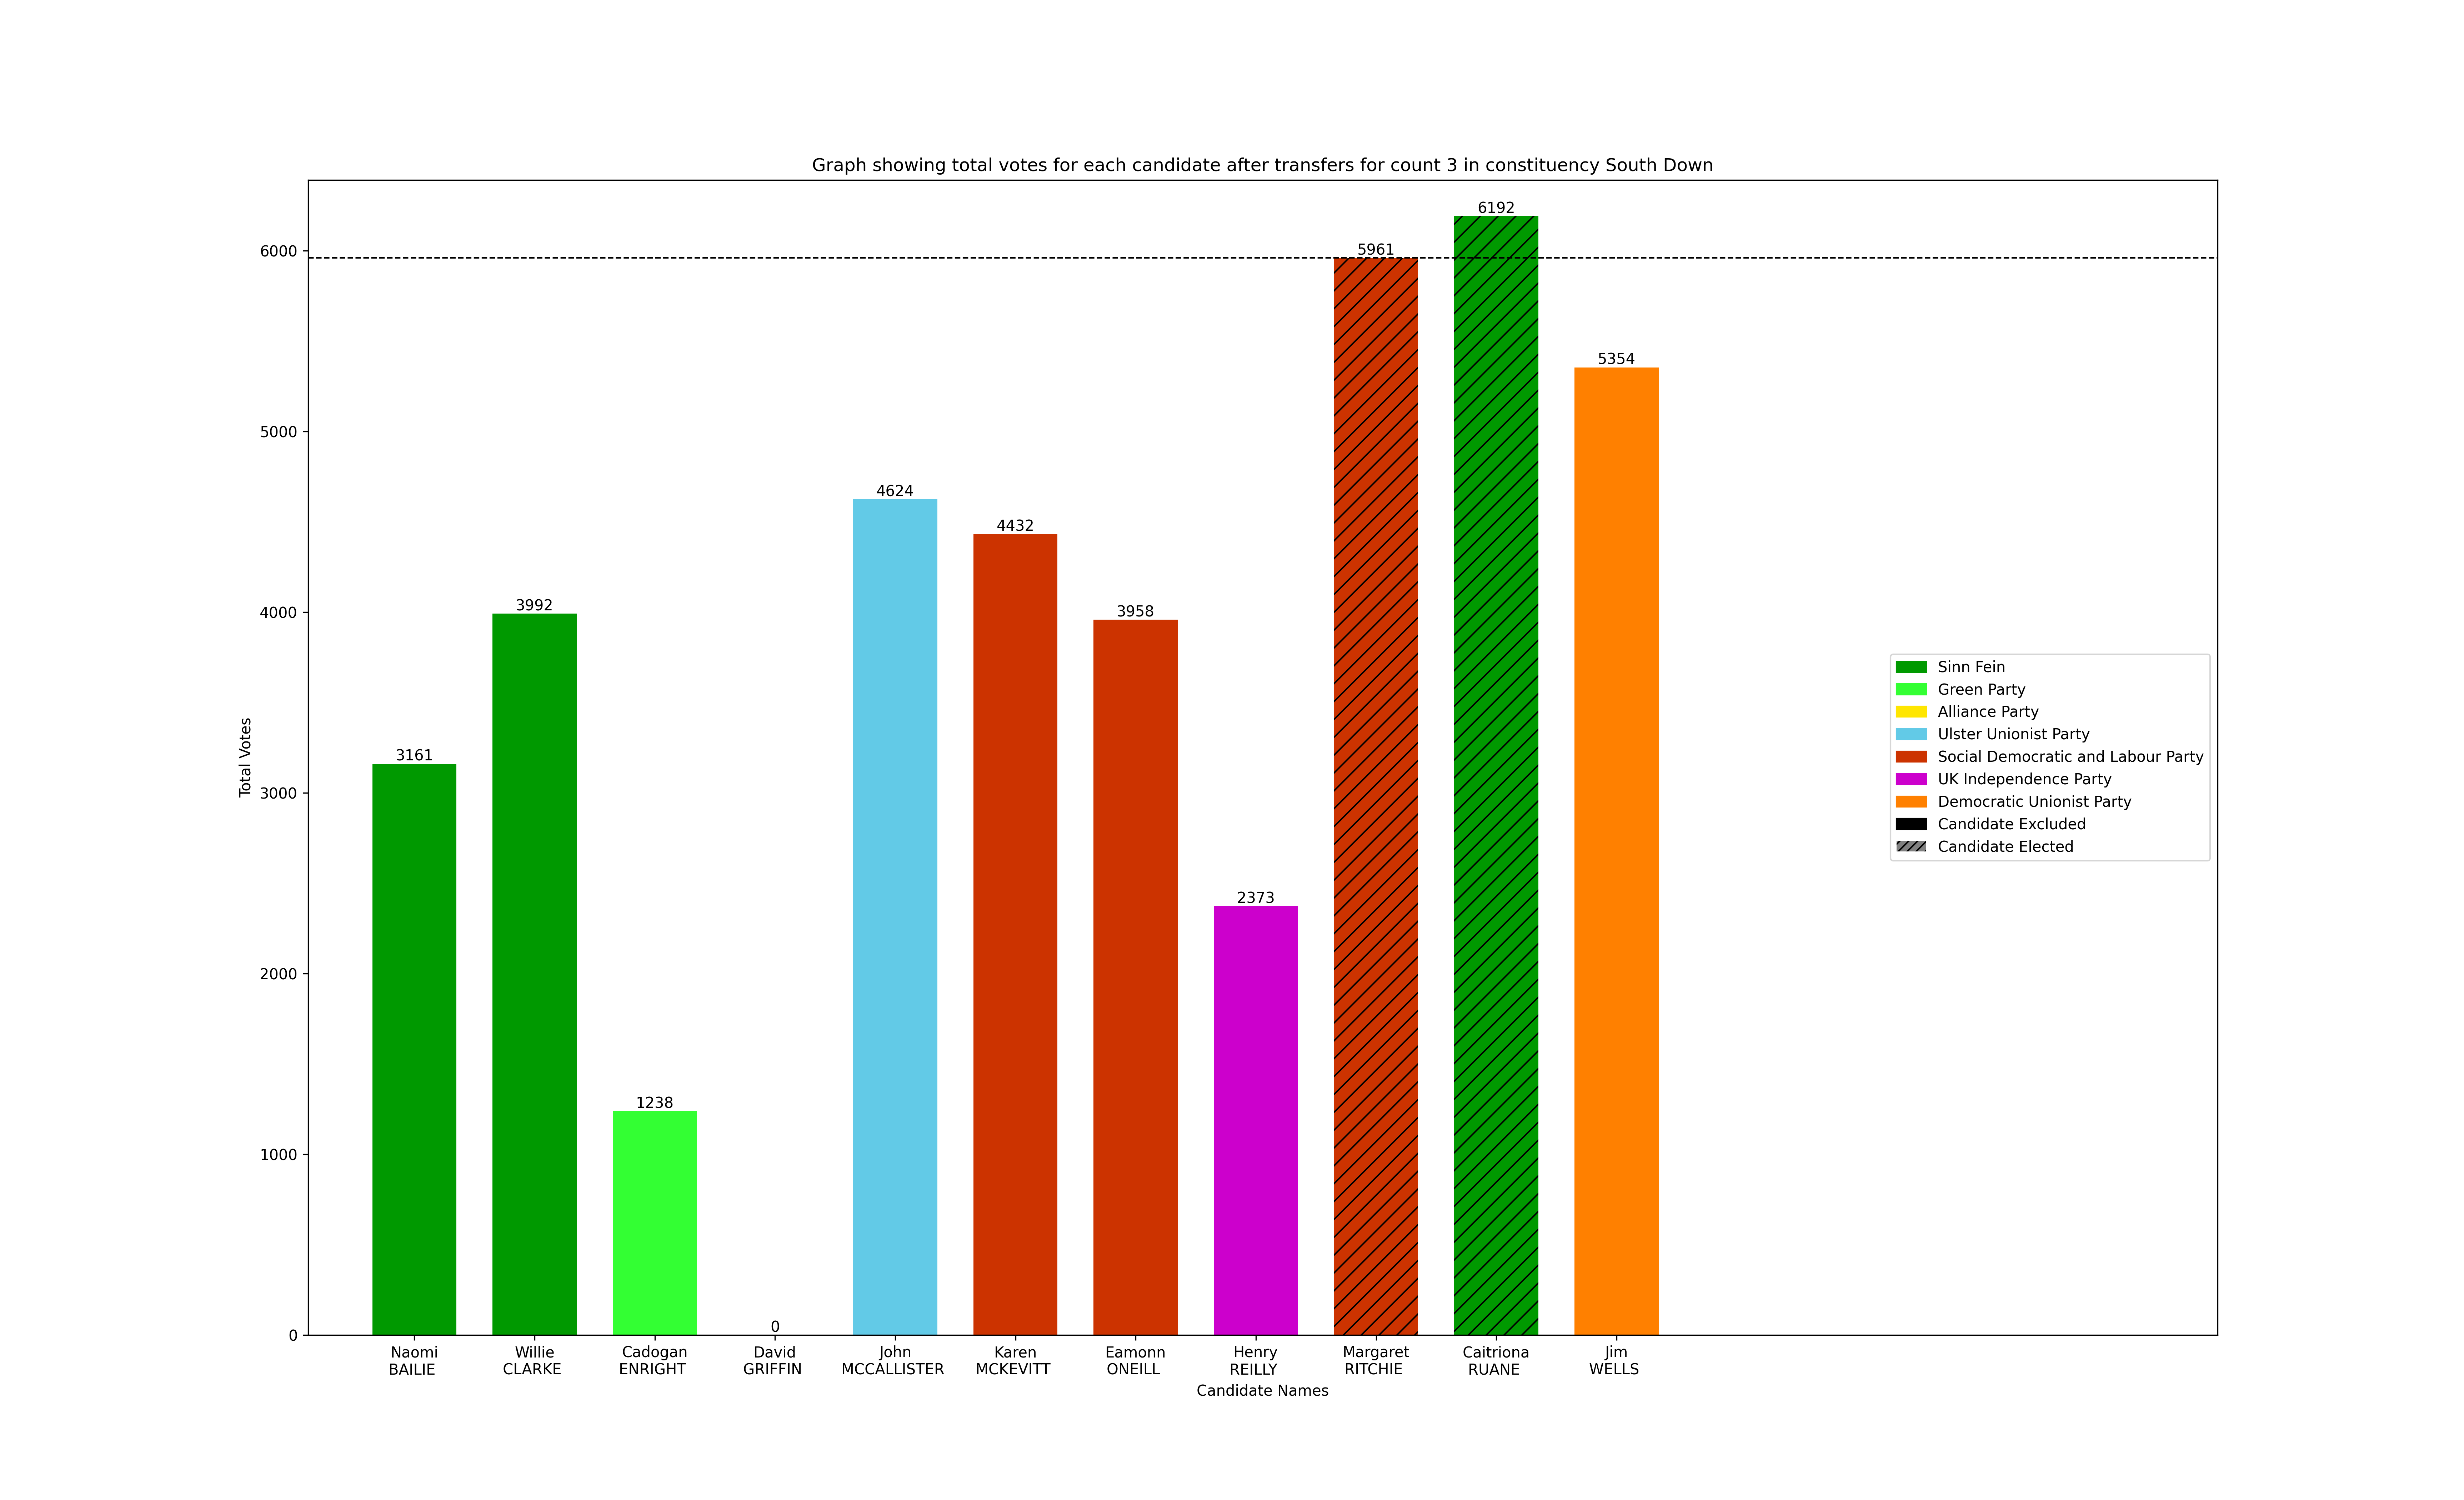 Graph showing total votes for each candidate after transfers for count 3 in constituency South Down
Total Votes
6000
5000
4000
3000
2000
1000
0
3161
3992
1238
0
4624
4432
3958
2373
5961
6192
5354
Naomi
BAILIE
Willie
CLARKE
Cadogan
ENRIGHT
David
GRIFFIN
John
MCCALLISTER
Karen
MCKEVITT
Eamonn
ONEILL
Henry
REILLY
Margaret
RITCHIE
Caitriona
RUANE
Jim
WELLS
Candidate Names
Sinn Fein
Green Party
Alliance Party
Ulster Unionist Party
Social Democratic and Labour Party
UK Independence Party
Democratic Unionist Party
Candidate Excluded
Candidate Elected